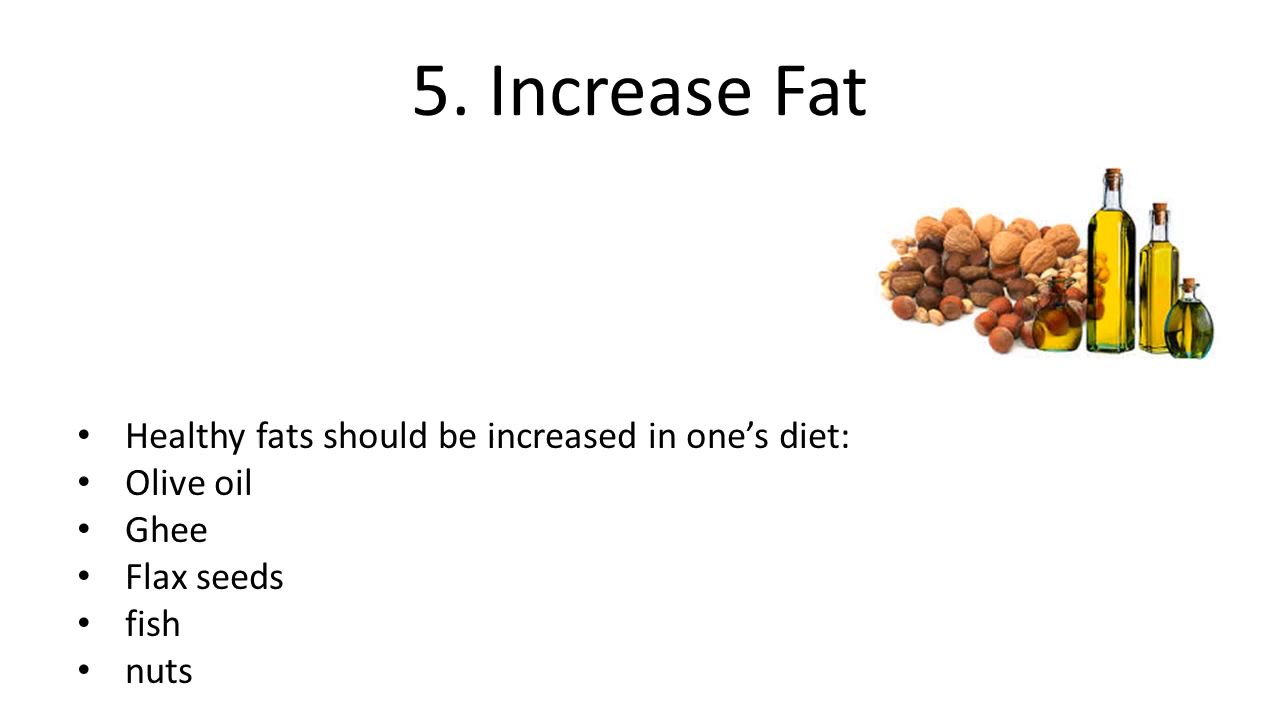 5. Increase Fat
• Healthy fats should be increased in one’s diet:
• Olive oil
• Ghee
• Flax seeds
• fish
• nuts